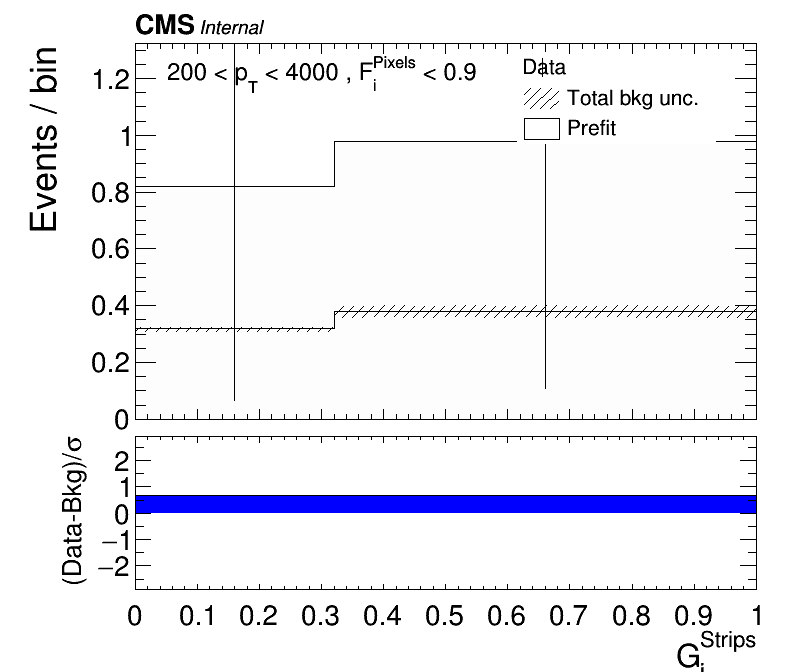 CMS Internal
200 < p_T < 4000 , F_i^Pixels < 0.9
Data
Total bkg unc.
Prefit
Events / bin
1.2
1
0.8
0.6
0.4
0.2
0
(Data-Bkg)/σ
2
1
0
−1
−2
0 0.1 0.2 0.3 0.4 0.5 0.6 0.7 0.8 0.9 1
G_i^Strips